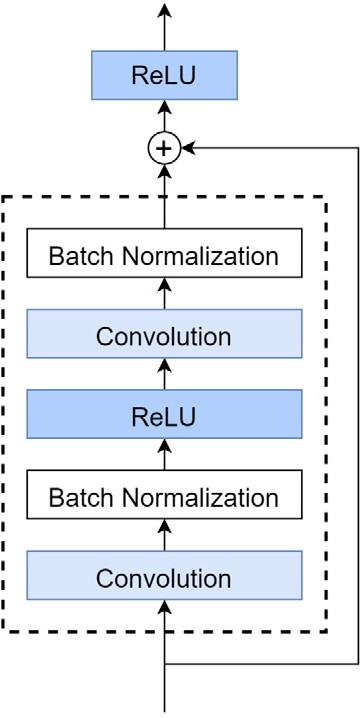 ReLU
+
Batch Normalization
Convolution
ReLU
Batch Normalization
Convolution